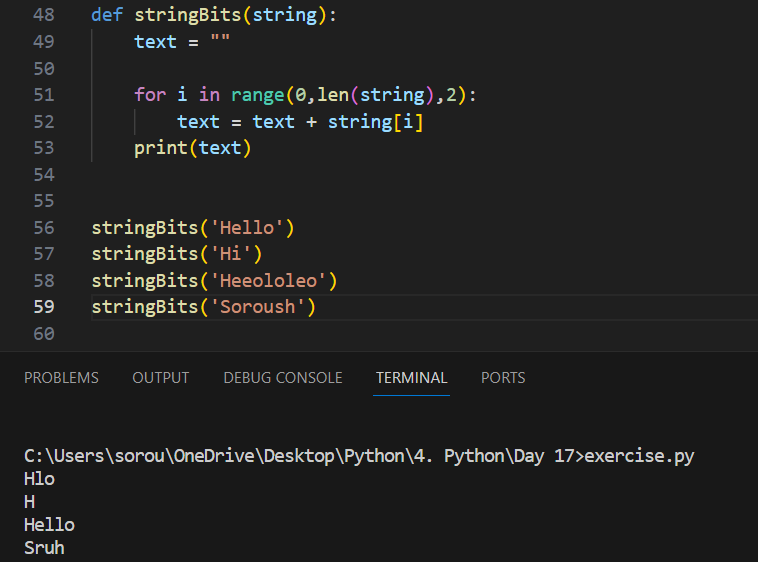 48 def stringBits(string):
49     text = ""
50
51     for i in range(0,len(string),2):
52         text = text + string[i]
53     print(text)
54
55
56 stringBits('Hello')
57 stringBits('Hi')
58 stringBits('Heeololeo')
59 stringBits('Soroush')
60
PROBLEMS OUTPUT DEBUG CONSOLE TERMINAL PORTS
C:\Users\sorou\OneDrive\Desktop\Python\4. Python\Day 17>exercise.py
Hlo
H
Hello
Sruh